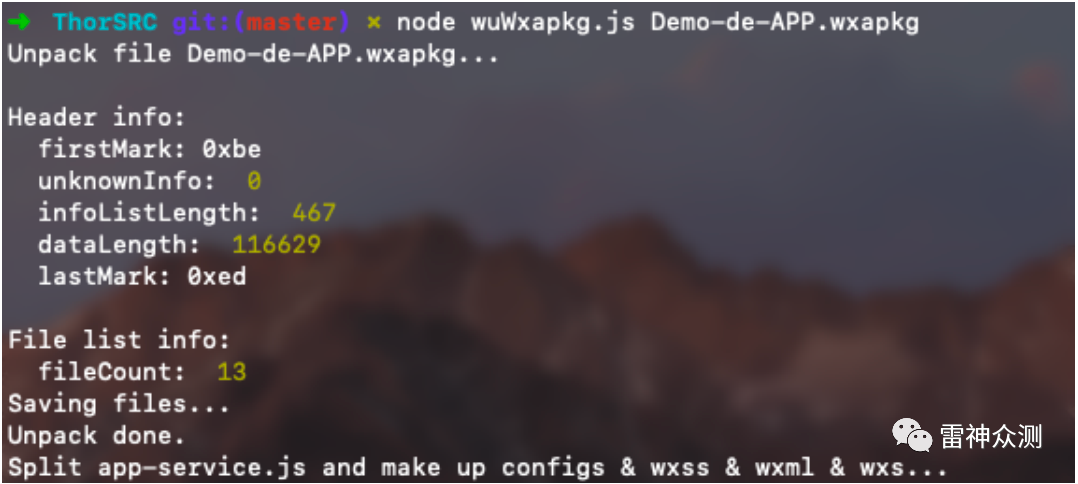 ➜ ThorSRC git:(master) × node wuWxapkg.js Demo-de-APP.wxapkg
Unpack file Demo-de-APP.wxapkg...
Header info:
firstMark: 0xbe
unknownInfo: 0
infoListLength: 467
dataLength: 116629
lastMark: 0xed
File list info:
fileCount: 13
Saving files...
Unpack done.
雷神众测
Split app-service.js and make up configs & wxss & wxml & wxs...